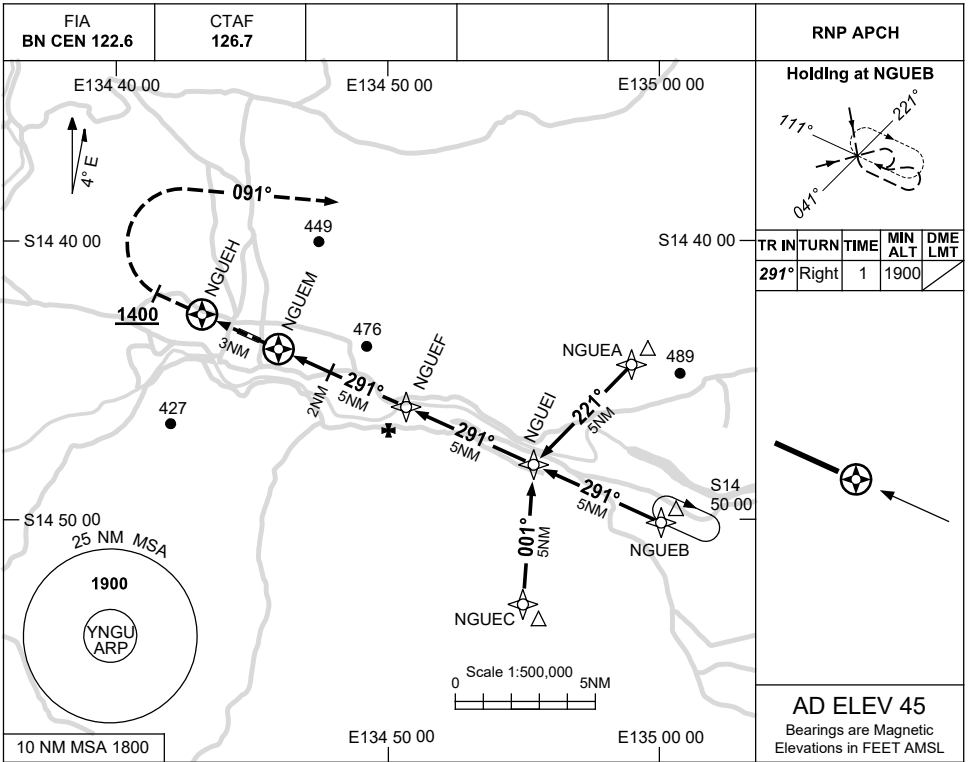 FIA
BN CEN 122.6
CTAF
126.7
RNP APCH
E134 40 00
E134 50 00
E135 00 00
4° E
091°
449
S14 40 00
S14 40 00
NGUEH
NGUEM
1400
3NM
476
NGUEF
NGUEA
489
427
2NM
291°
5NM
NGUEI
221°
5NM
291°
5NM
291°
5NM
S14
50 00
S14 50 00
NGUEB
001°
5NM
NGUEC
25 NM MSA
1900
YNGU
ARP
Scale 1:500,000
0
5NM
10 NM MSA 1800
E134 50 00
E135 00 00
Holding at NGUEB
221°
111°
041°
TR IN TURN TIME MIN ALT DME LMT
291° Right 1 1900
AD ELEV 45
Bearings are Magnetic
Elevations in FEET AMSL